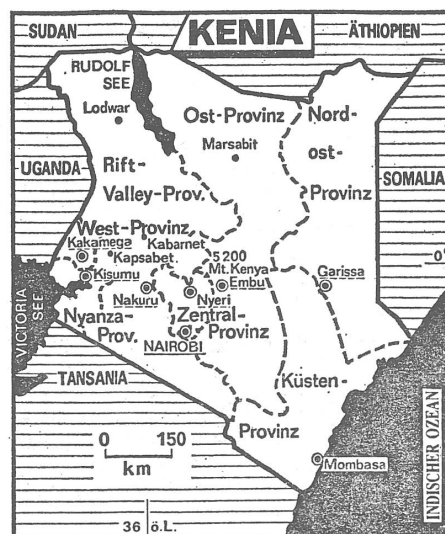 SUDAN
KENIA
ÄTHIOPIEN
RUDOLF
SEE
Lodwar
Ost-Provinz
Nord-
ost-
Provinz
Marsabit
UGANDA
Rift-
Valley-Prov.
SOMALIA
West-Provinz
Kakamega
Kabarnet
Kapsabet
5200
Mt. Kenya
0°
Kisumu
Embu
Garissa
Nakuru
Nyeri
VICTORIA
SEE
Nyanza-
Prov.
Zentral-
Provinz
NAIROBI
TANSANIA
Küsten-
Provinz
0 150
km
Mombasa
INDISCHER OZEAN
36 ö.L.